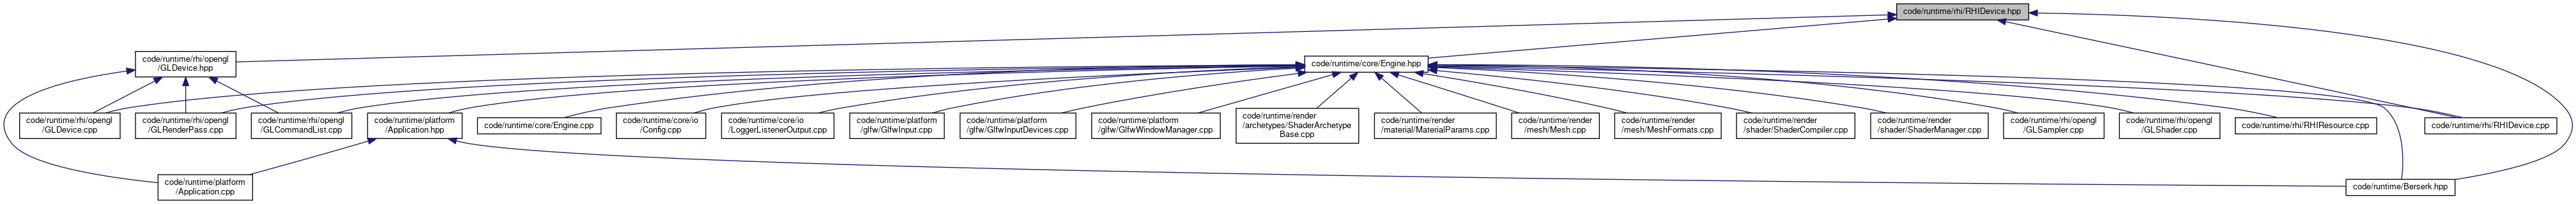 code/runtime/rhi/RHIDevice.hpp
code/runtime/rhi/opengl
/GLDevice.hpp
code/runtime/core/Engine.hpp
code/runtime/rhi/opengl
/GLDevice.cpp
code/runtime/rhi/opengl
/GLRenderPass.cpp
code/runtime/rhi/opengl
/GLCommandList.cpp
code/runtime/platform
/Application.hpp
code/runtime/core/Engine.cpp
code/runtime/core/io
/Config.cpp
code/runtime/core/io
/LoggerListenerOutput.cpp
code/runtime/platform
/glfw/GlfwInput.cpp
code/runtime/platform
/glfw/GlfwInputDevices.cpp
code/runtime/platform
/glfw/GlfwWindowManager.cpp
code/runtime/render
/archetypes/ShaderArchetype
Base.cpp
code/runtime/render
/material/MaterialParams.cpp
code/runtime/render
/mesh/Mesh.cpp
code/runtime/render
/mesh/MeshFormats.cpp
code/runtime/render
/shader/ShaderCompiler.cpp
code/runtime/render
/shader/ShaderManager.cpp
code/runtime/rhi/opengl
/GLSampler.cpp
code/runtime/rhi/opengl
/GLShader.cpp
code/runtime/rhi/RHIResource.cpp
code/runtime/rhi/RHIDevice.cpp
code/runtime/platform
/Application.cpp
code/runtime/Berserk.hpp